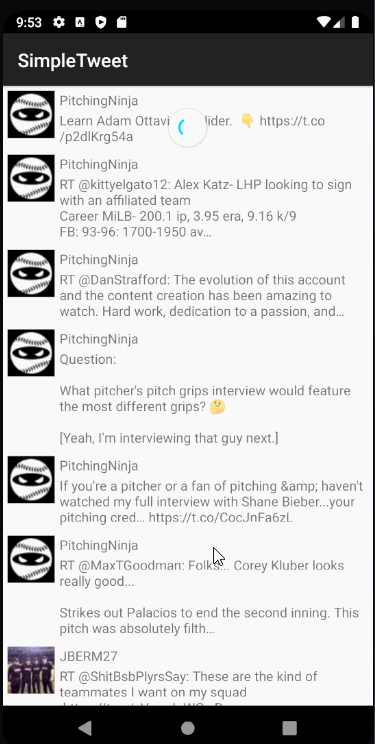 9:53
SimpleTweet
PitchingNinja
Learn Adam Ottavi lider. 👇 https://t.co
/p2dlKrg54a
PitchingNinja
RT @kittyelgato12: Alex Katz- LHP looking to sign
with an affiliated team
Career MiLB- 200.1 ip, 3.95 era, 9.16 k/9
FB: 93-96: 1700-1950 av…
PitchingNinja
RT @DanStrafford: The evolution of this account
and the content creation has been amazing to
watch. Hard work, dedication to a passion, and…
PitchingNinja
Question:
What pitcher's pitch grips interview would feature
the most different grips? 🤔
[Yeah, I'm interviewing that guy next.]
PitchingNinja
If you're a pitcher or a fan of pitching &amp; haven't
watched my full interview with Shane Bieber...your
pitching cred… https://t.co/CocJnFa6zL
PitchingNinja
RT @MaxTGoodman: Folks... Corey Kluber looks
really good...
Strikes out Palacios to end the second inning. This
pitch was absolutely filth…
JBERM27
RT @ShitBsbPlyrsSay: These are the kind of
teammates I want on my squad